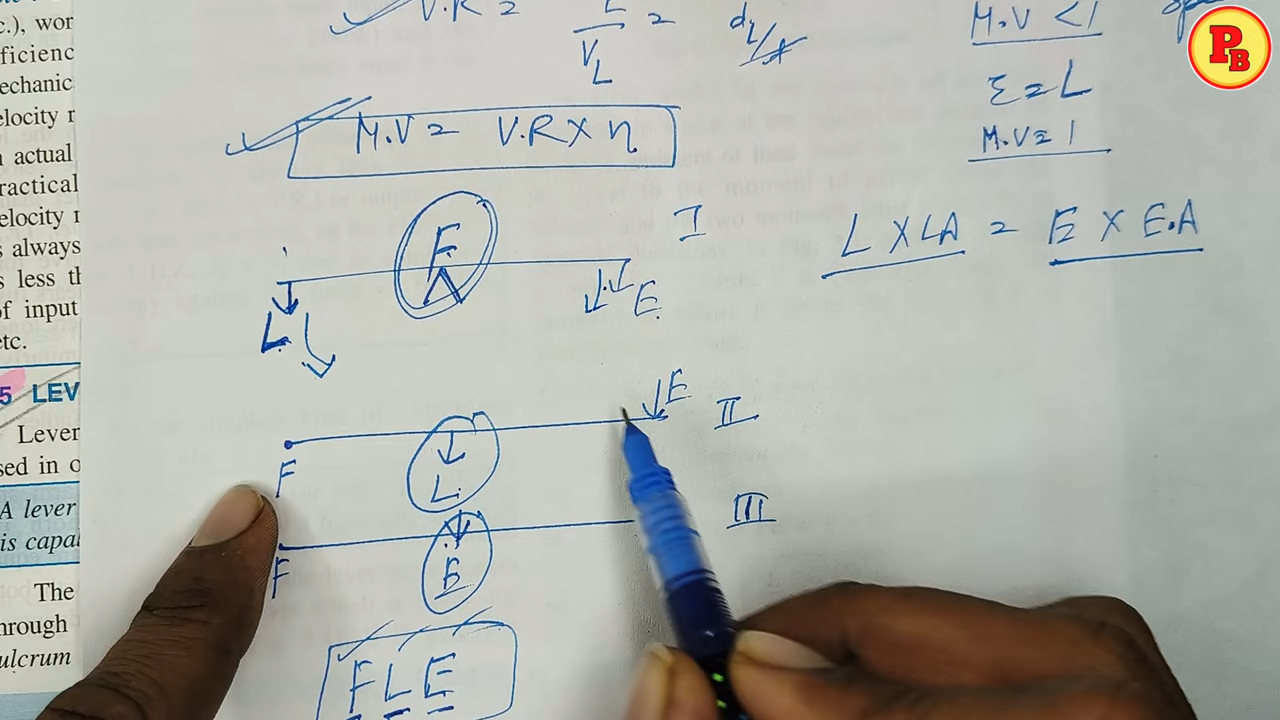 c.), wor
ficienc
echanic
elocity r
actual
ractical
elocity r
always
s less th
of input
etc.
5 LEV
Lever
sed in o
A lever
is capa
The
hrough
ulcrum
V.R =
L
V_L
= d_L/t
M.V = V.R × η
M.V < 1
ε = L
M.V = 1
PB
F
I
L × LA = E × E.A
L
E
E
II
F
L
III
F
E
FLE